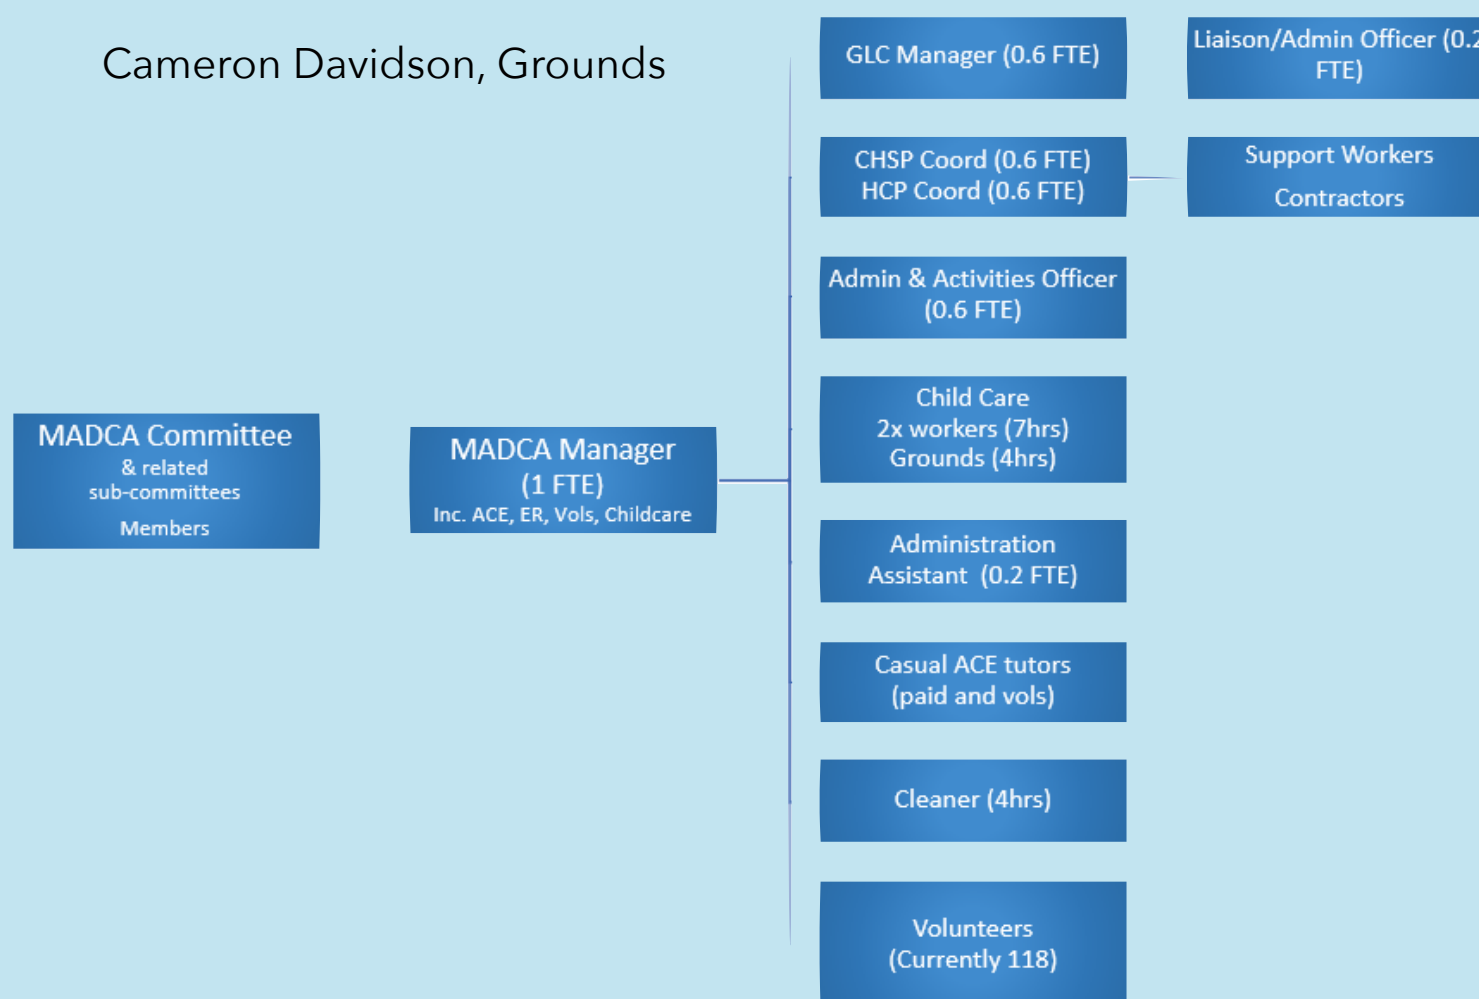 Cameron Davidson, Grounds
GLC Manager (0.6 FTE)
Liaison/Admin Officer (0.2
FTE)
CHSP Coord (0.6 FTE)
HCP Coord (0.6 FTE)
Support Workers
Contractors
Admin & Activities Officer
(0.6 FTE)
Child Care
2x workers (7hrs)
Grounds (4hrs)
MADCA Committee
& related
sub-committees
Members
MADCA Manager
(1 FTE)
Inc. ACE, ER, Vols, Childcare
Administration
Assistant (0.2 FTE)
Casual ACE tutors
(paid and vols)
Cleaner (4hrs)
Volunteers
(Currently 118)